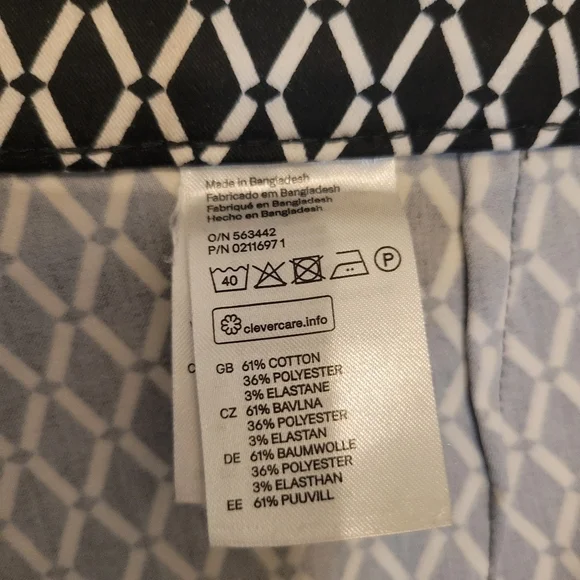 Made in Bangladesh
Fabricado em Bangladesh
Fabriqué en Bangladesh
Hecho en Bangladesh
O/N 563442
P/N 02116971
40 P
clevercare.info
GB 61% COTTON
36% POLYESTER
3% ELASTANE
CZ 61% BAVLNA
36% POLYESTER
3% ELASTAN
DE 61% BAUMWOLLE
36% POLYESTER
3% ELASTHAN
EE 61% PUUVILL